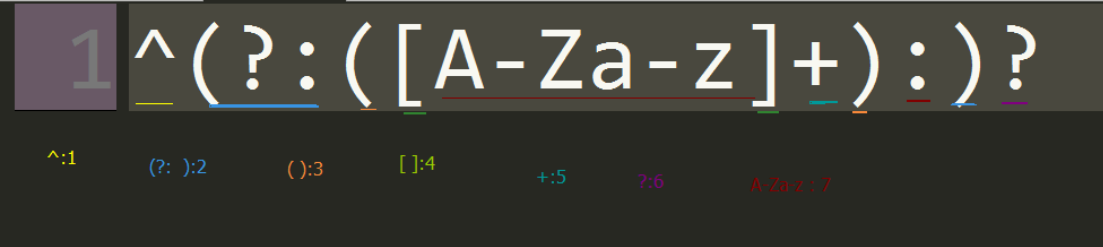 1 ^(?:([A-Za-z]+):)?
^:1 (?: ):2 ( ):3 [ ]:4 +:5 ?:6 A-Za-z : 7